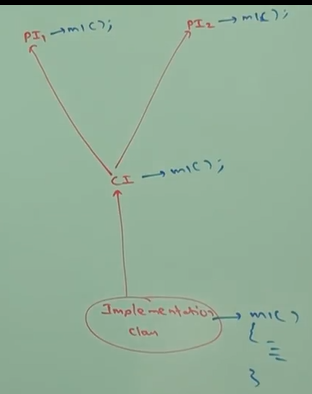 PI₁ → m1();
PI₂ → m1();
CI → m1();
Implementation → m1()
class
{
}